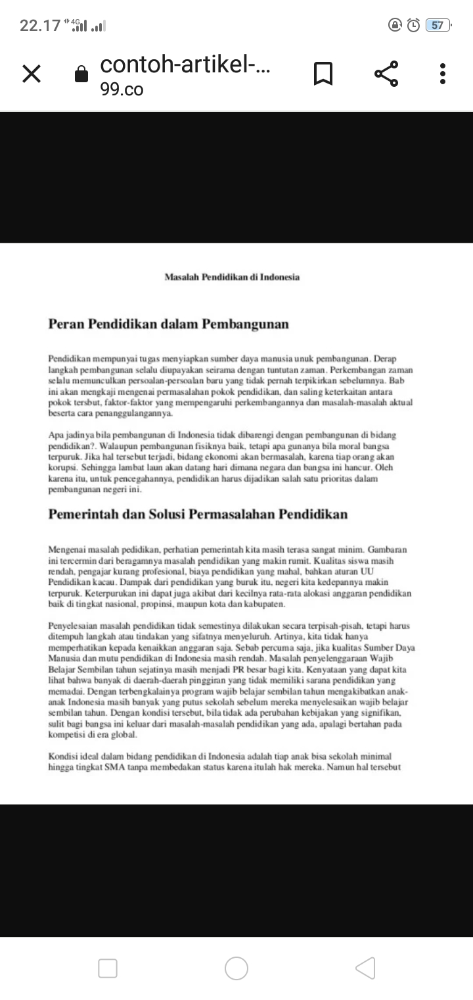 22.17 4G
57
contoh-artikel-...
99.co
Masalah Pendidikan di Indonesia
Peran Pendidikan dalam Pembangunan
Pendidikan mempunyai tugas menyiapkan sumber daya manusia unuk pembangunan. Derap
langkah pembangunan selalu diupayakan seirama dengan tuntutan zaman. Perkembangan zaman
selalu memunculkan persoalan-persoalan baru yang tidak pernah terpikirkan sebelumnya. Bab
ini akan mengkaji mengenai permasalahan pokok pendidikan, dan saling keterkaitan antara
pokok tersbut, faktor-faktor yang mempengaruhi perkembangannya dan masalah-masalah aktual
beserta cara penanggulangannya.
Apa jadinya bila pembangunan di Indonesia tidak dibarengi dengan pembangunan di bidang
pendidikan?. Walaupun pembangunan fisiknya baik, tetapi apa gunanya bila moral bangsa
terpuruk. Jika hal tersebut terjadi, bidang ekonomi akan bermasalah, karena tiap orang akan
korupsi. Sehingga lambat laun akan datang hari dimana negara dan bangsa ini hancur. Oleh
karena itu, untuk pencegahannya, pendidikan harus dijadikan salah satu prioritas dalam
pembangunan negeri ini.
Pemerintah dan Solusi Permasalahan Pendidikan
Mengenai masalah pedidikan, perhatian pemerintah kita masih terasa sangat minim. Gambaran
ini tercermin dari beragamnya masalah pendidikan yang makin rumit. Kualitas siswa masih
rendah, pengajar kurang profesional, biaya pendidikan yang mahal, bahkan aturan UU
Pendidikan kacau. Dampak dari pendidikan yang buruk itu, negeri kita kedepannya makin
terpuruk. Keterpurukan ini dapat juga akibat dari kecilnya rata-rata alokasi anggaran pendidikan
baik di tingkat nasional, propinsi, maupun kota dan kabupaten.
Penyelesaian masalah pendidikan tidak semestinya dilakukan secara terpisah-pisah, tetapi harus
ditempuh langkah atau tindakan yang sifatnya menyeluruh. Artinya, kita tidak hanya
memperhatikan kepada kenaikkan anggaran saja. Sebab percuma saja, jika kualitas Sumber Daya
Manusia dan mutu pendidikan di Indonesia masih rendah. Masalah penyelenggaraan Wajib
Belajar Sembilan tahun sejatinya masih menjadi PR besar bagi kita. Kenyataan yang dapat kita
lihat bahwa banyak di daerah-daerah pinggiran yang tidak memiliki sarana pendidikan yang
memadai. Dengan terbengkalainya program wajib belajar sembilan tahun mengakibatkan anak-
anak Indonesia masih banyak yang putus sekolah sebelum mereka menyelesaikan wajib belajar
sembilan tahun. Dengan kondisi tersebut, bila tidak ada perubahan kebijakan yang signifikan,
sulit bagi bangsa ini keluar dari masalah-masalah pendidikan yang ada, apalagi bertahan pada
kompetisi di era global.
Kondisi ideal dalam bidang pendidikan di Indonesia adalah tiap anak bisa sekolah minimal
hingga tingkat SMA tanpa membedakan status karena itulah hak mereka. Namun hal tersebut